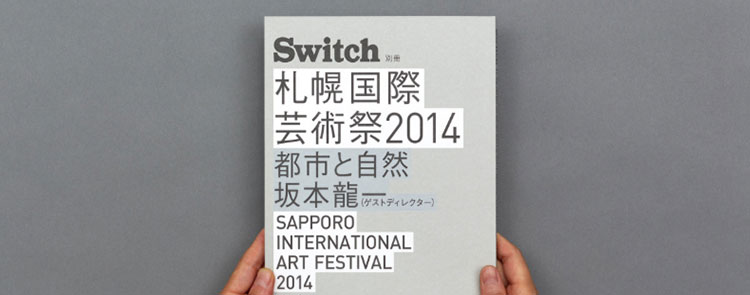 Switch 別冊
札幌国際
芸術祭2014
都市と自然
坂本龍一(ゲストディレクター)
SAPPORO
INTERNATIONAL
ART FESTIVAL
2014